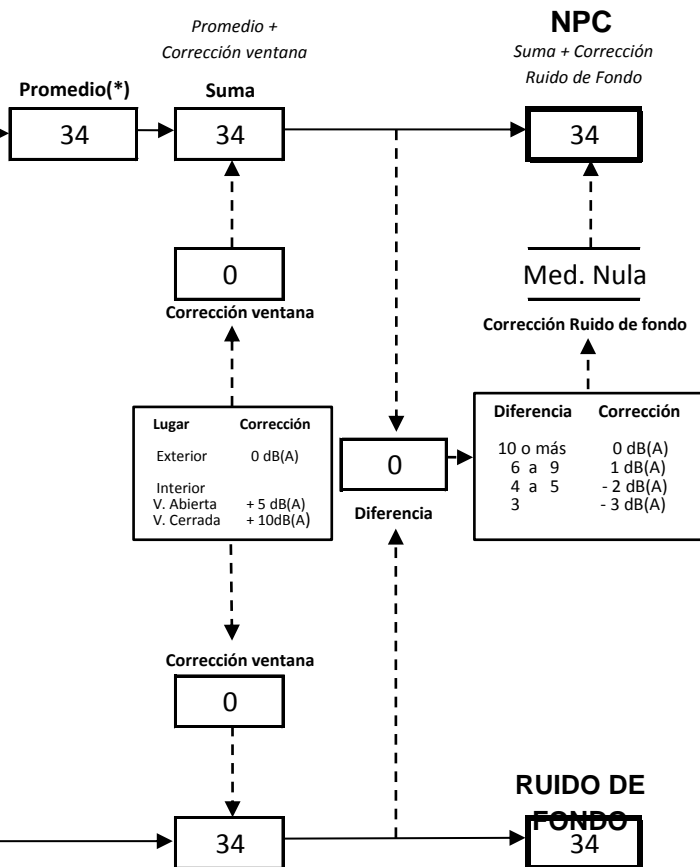 Promedio +
Corrección ventana
NPC
Suma + Corrección
Ruido de Fondo
Promedio(*)
Suma
34
34
34
0
Corrección ventana
Med. Nula
Corrección Ruido de fondo
Lugar Corrección
Exterior 0 dB(A)
Interior
V. Abierta + 5 dB(A)
V. Cerrada + 10dB(A)
0
Diferencia
Diferencia Corrección
10 o más 0 dB(A)
6 a 9 1 dB(A)
4 a 5 - 2 dB(A)
3 - 3 dB(A)
Corrección ventana
0
34
RUIDO DE
FONDO
34